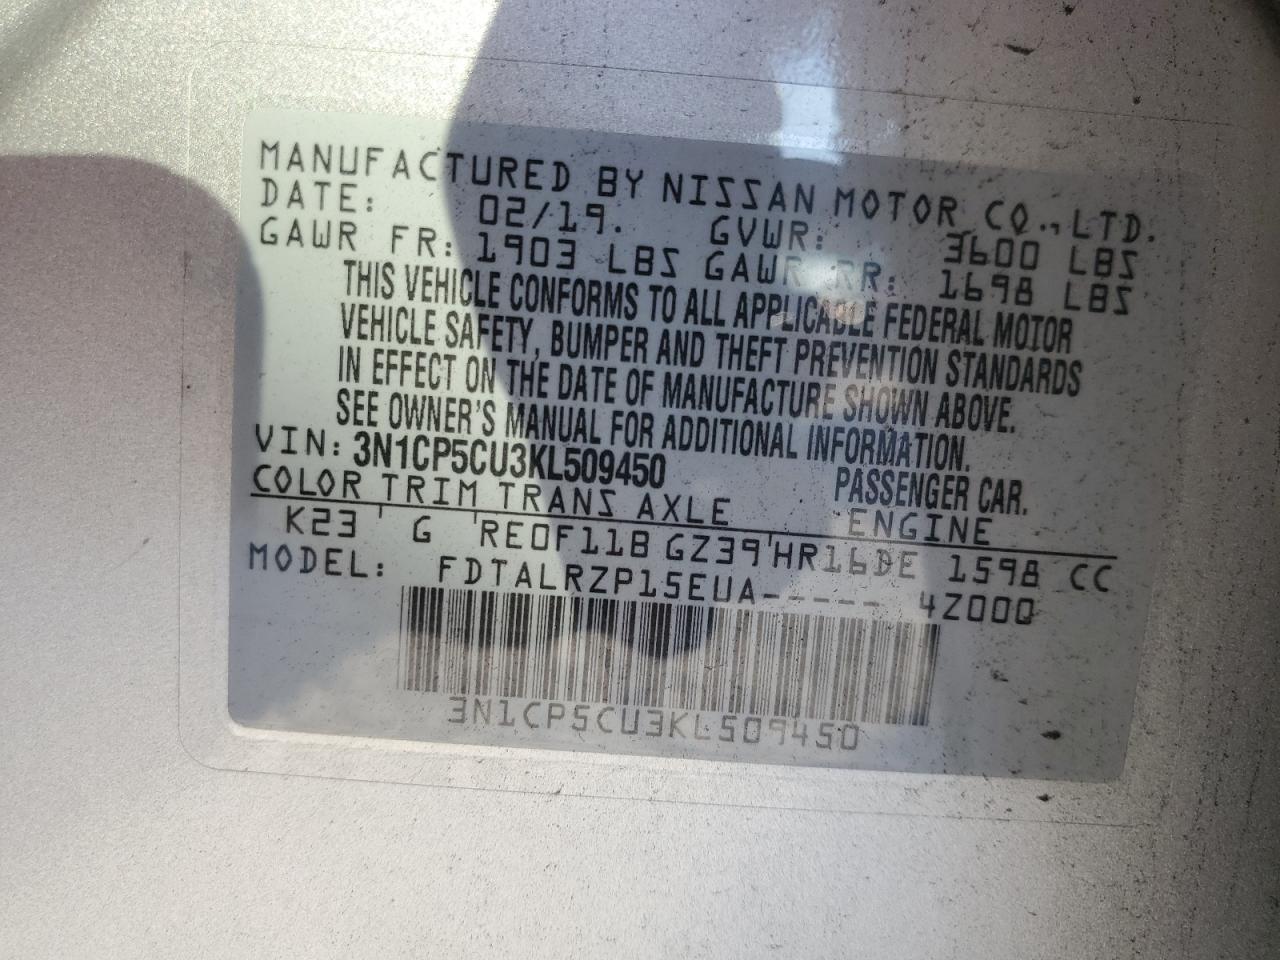 MANUFACTURED BY NISSAN MOTOR CO., LTD.
DATE: 02/19. GVWR: 3600 LBS
GAWR FR: 1903 LBS GAWR RR: 1698 LBS
THIS VEHICLE CONFORMS TO ALL APPLICABLE FEDERAL MOTOR
VEHICLE SAFETY, BUMPER AND THEFT PREVENTION STANDARDS
IN EFFECT ON THE DATE OF MANUFACTURE SHOWN ABOVE.
SEE OWNER'S MANUAL FOR ADDITIONAL INFORMATION.
VIN: 3N1CP5CU3KL509450 PASSENGER CAR.
COLOR TRIM TRANS AXLE ENGINE
K23 G RE0F11B GZ39 HR16DE 1598 CC
MODEL: FDTALRZP15EUA----- 4Z000
3N1CP5CU3KL509450